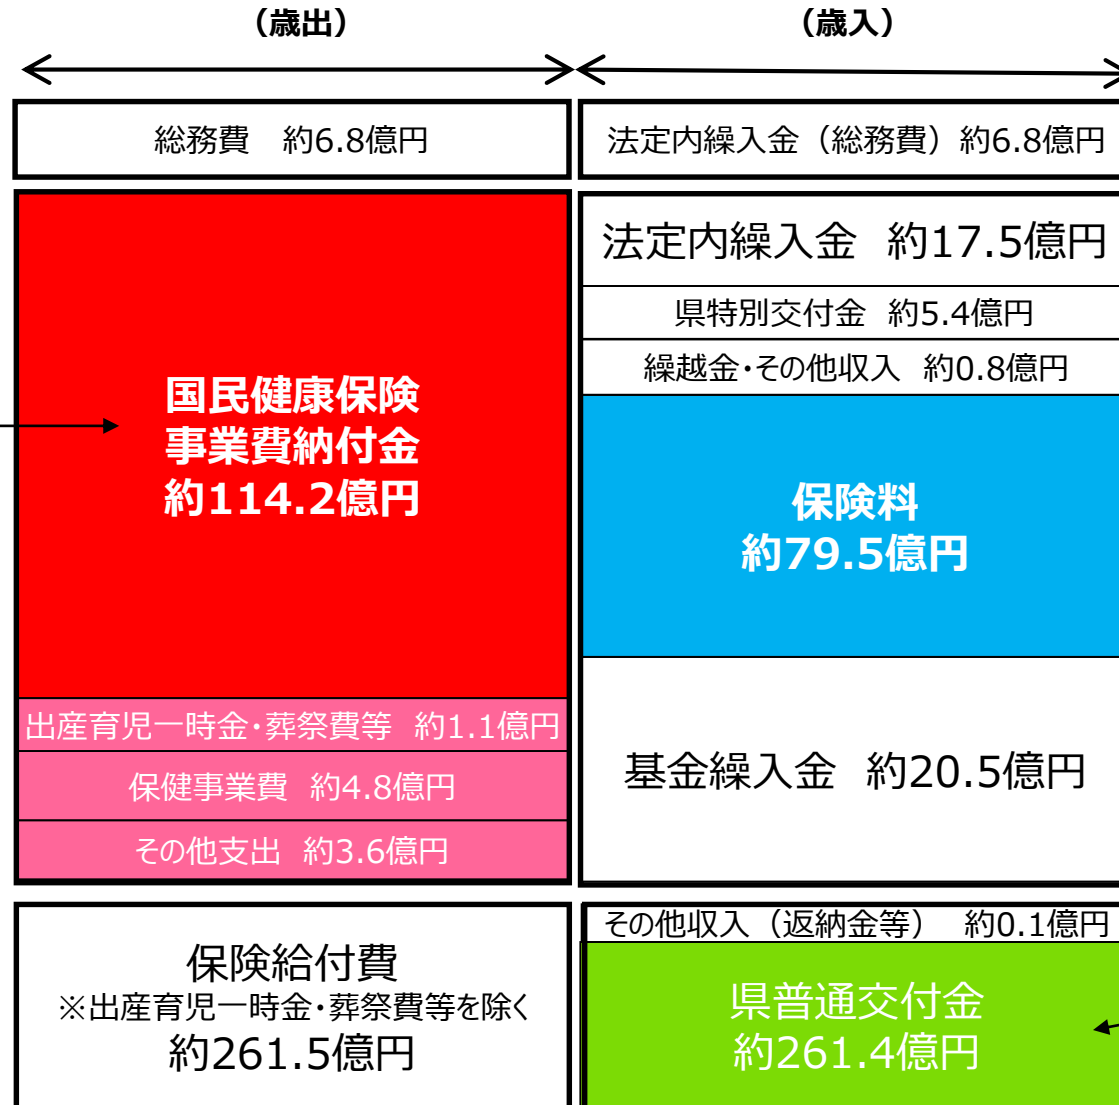 （歳出）
（歳入）
総務費　約6.8億円
法定内繰入金（総務費）約6.8億円
国民健康保険
事業費納付金
約114.2億円
出産育児一時金・葬祭費等　約1.1億円
保健事業費　約4.8億円
その他支出　約3.6億円
法定内繰入金　約17.5億円
県特別交付金　約5.4億円
繰越金・その他収入　約0.8億円
保険料
約79.5億円
基金繰入金　約20.5億円
保険給付費
※出産育児一時金・葬祭費等を除く
約261.5億円
その他収入（返納金等）　約0.1億円
県普通交付金
約261.4億円